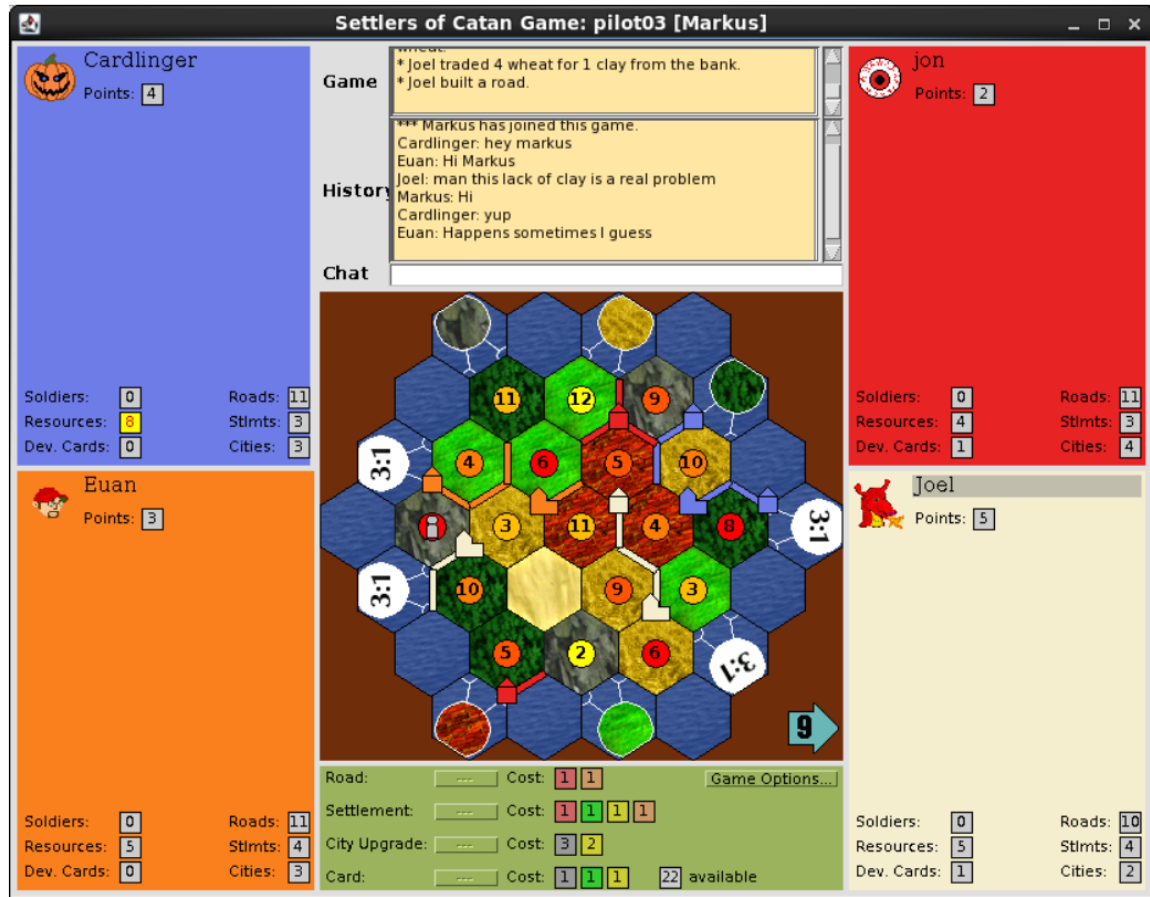 Settlers of Catan Game: pilot03 [Markus]
Cardlinger
Points: 4
Soldiers: 0 Roads: 11
Resources: 8 Stlmts: 3
Dev. Cards: 0 Cities: 3
Game
wheat.
* Joel traded 4 wheat for 1 clay from the bank.
* Joel built a road.
History
*** Markus has joined this game.
Cardlinger: hey markus
Euan: Hi Markus
Joel: man this lack of clay is a real problem
Markus: Hi
Cardlinger: yup
Euan: Happens sometimes I guess
Chat
jon
Points: 2
Soldiers: 0 Roads: 11
Resources: 4 Stlmts: 3
Dev. Cards: 1 Cities: 4
Euan
Points: 3
Soldiers: 0 Roads: 11
Resources: 5 Stlmts: 4
Dev. Cards: 0 Cities: 3
11 12 9
3:1 4 6 5 10
3 11 4 8 3:1
3:1 10 9 3
5 2 6 3:1
9
Joel
Points: 5
Soldiers: 0 Roads: 10
Resources: 5 Stlmts: 4
Dev. Cards: 1 Cities: 2
Road: --- Cost: 1 1 Game Options...
Settlement: --- Cost: 1 1 1 1
City Upgrade: --- Cost: 3 2
Card: --- Cost: 1 1 1 22 available